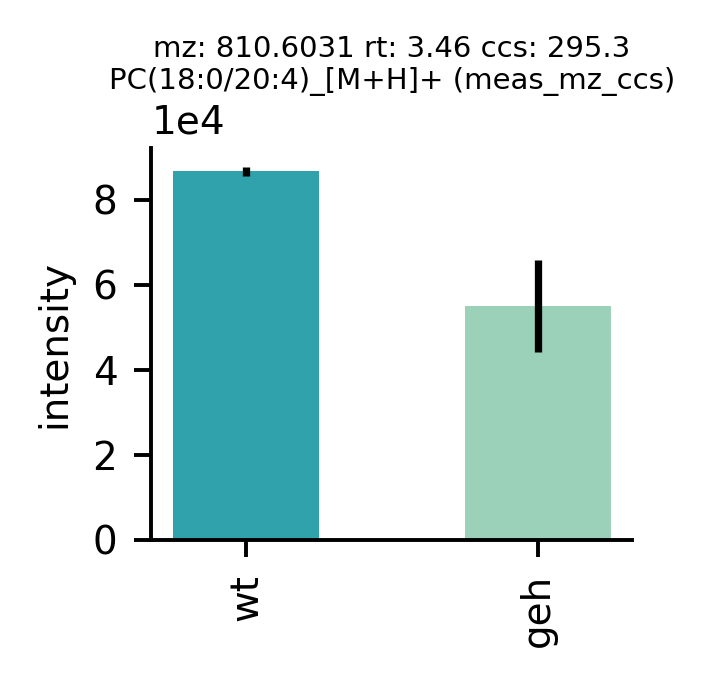 mz: 810.6031 rt: 3.46 ccs: 295.3
PC(18:0/20:4)_[M+H]+ (meas_mz_ccs)
1e4
8
6
4
2
0
intensity
wt
geh